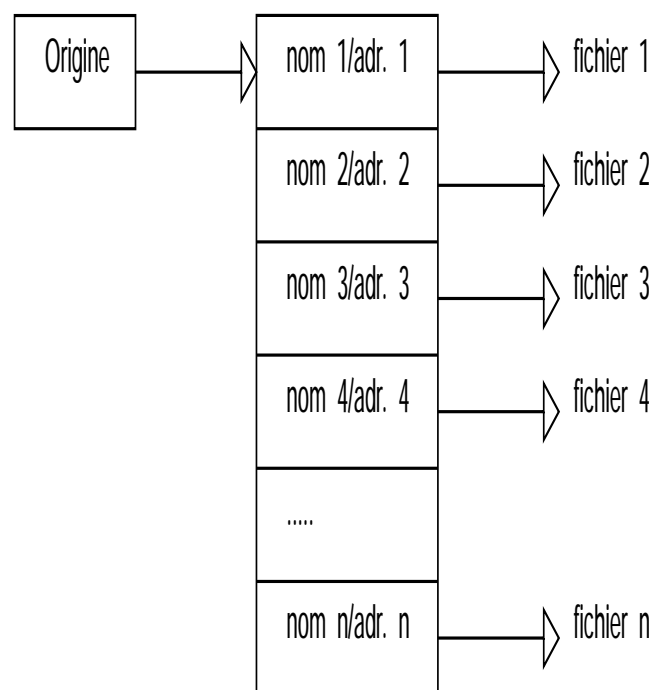 Origine
nom 1/adr. 1
fichier 1
nom 2/adr. 2
fichier 2
nom 3/adr. 3
fichier 3
nom 4/adr. 4
fichier 4
.....
nom n/adr. n
fichier n